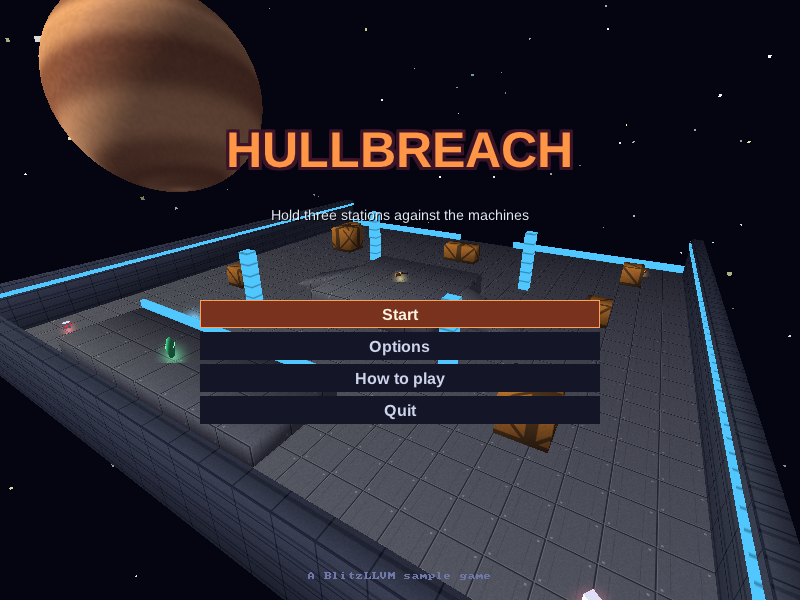 HULLBREACH
Hold three stations against the machines
Start
Options
How to play
Quit
A BlitzLLVM sample game